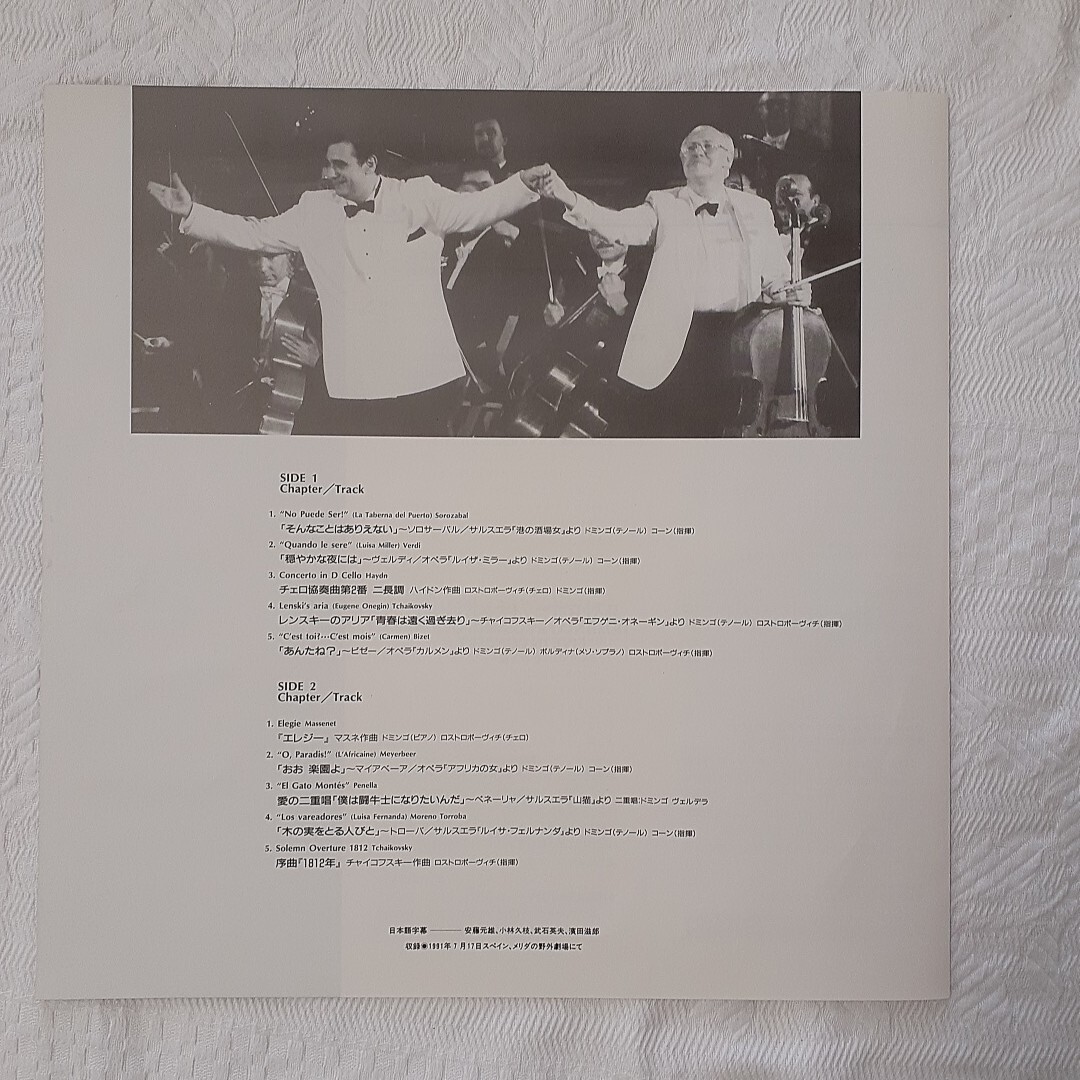 SIDE 1
Chapter／Track
1. "No Puede Ser!" (La Taberna del Puerto) Sorozabal
「そんなことはありえない」～ソロサーバル／サルスエラ「港の酒場女」より ドミンゴ(テノール) コーン(指揮)
2. "Quando le sere" (Luisa Miller) Verdi
「穏やかな夜には」～ヴェルディ／オペラ「ルイザ・ミラー」より ドミンゴ(テノール) コーン(指揮)
3. Concerto in D Cello Haydn
チェロ協奏曲第2番 ニ長調 ハイドン作曲 ロストロポーヴィチ(チェロ) ドミンゴ(指揮)
4. Lenski's aria (Eugene Onegin) Tchaikovsky
レンスキーのアリア「青春は遠く過ぎ去り」～チャイコフスキー／オペラ「エフゲニ・オネーギン」より ドミンゴ(テノール) ロストロポーヴィチ(指揮)
5. "C'est toi?…C'est mois" (Carmen) Bizet
「あんたね?」～ビゼー／オペラ「カルメン」より ドミンゴ(テノール) ボルディナ(メゾ・ソプラノ) ロストロポーヴィチ(指揮)
SIDE 2
Chapter／Track
1. Elegie Massenet
『エレジー』 マスネ作曲 ドミンゴ(ピアノ) ロストロポーヴィチ(チェロ)
2. "O, Paradis!" (L'Africaine) Meyerbeer
「おお 楽園よ」～マイアベーア／オペラ「アフリカの女」より ドミンゴ(テノール) コーン(指揮)
3. "El Gato Montés" Penella
愛の二重唱「僕は闘牛士になりたいんだ」～ペネーリャ／サルスエラ「山猫」より 二重唱:ドミンゴ ヴェルデラ
4. "Los vareadores" (Luisa Fernanda) Moreno Torroba
「木の実をとる人びと」～トローバ／サルスエラ「ルイサ・フェルナンダ」より ドミンゴ(テノール) コーン(指揮)
5. Solemn Overture 1812 Tchaikovsky
序曲『1812年』 チャイコフスキー作曲 ロストロポーヴィチ(指揮)
日本語字幕 ——— 安藤元雄、小林久枝、武石英夫、濱田滋郎
収録◉1991年7月17日スペイン、メリダの野外劇場にて